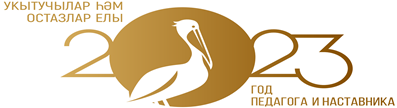 УКЫТУЧЫЛАР ҺӘМ
ОСТАЗЛАР ЕЛЫ
2023
ГОД
ПЕДАГОГА И НАСТАВНИКА